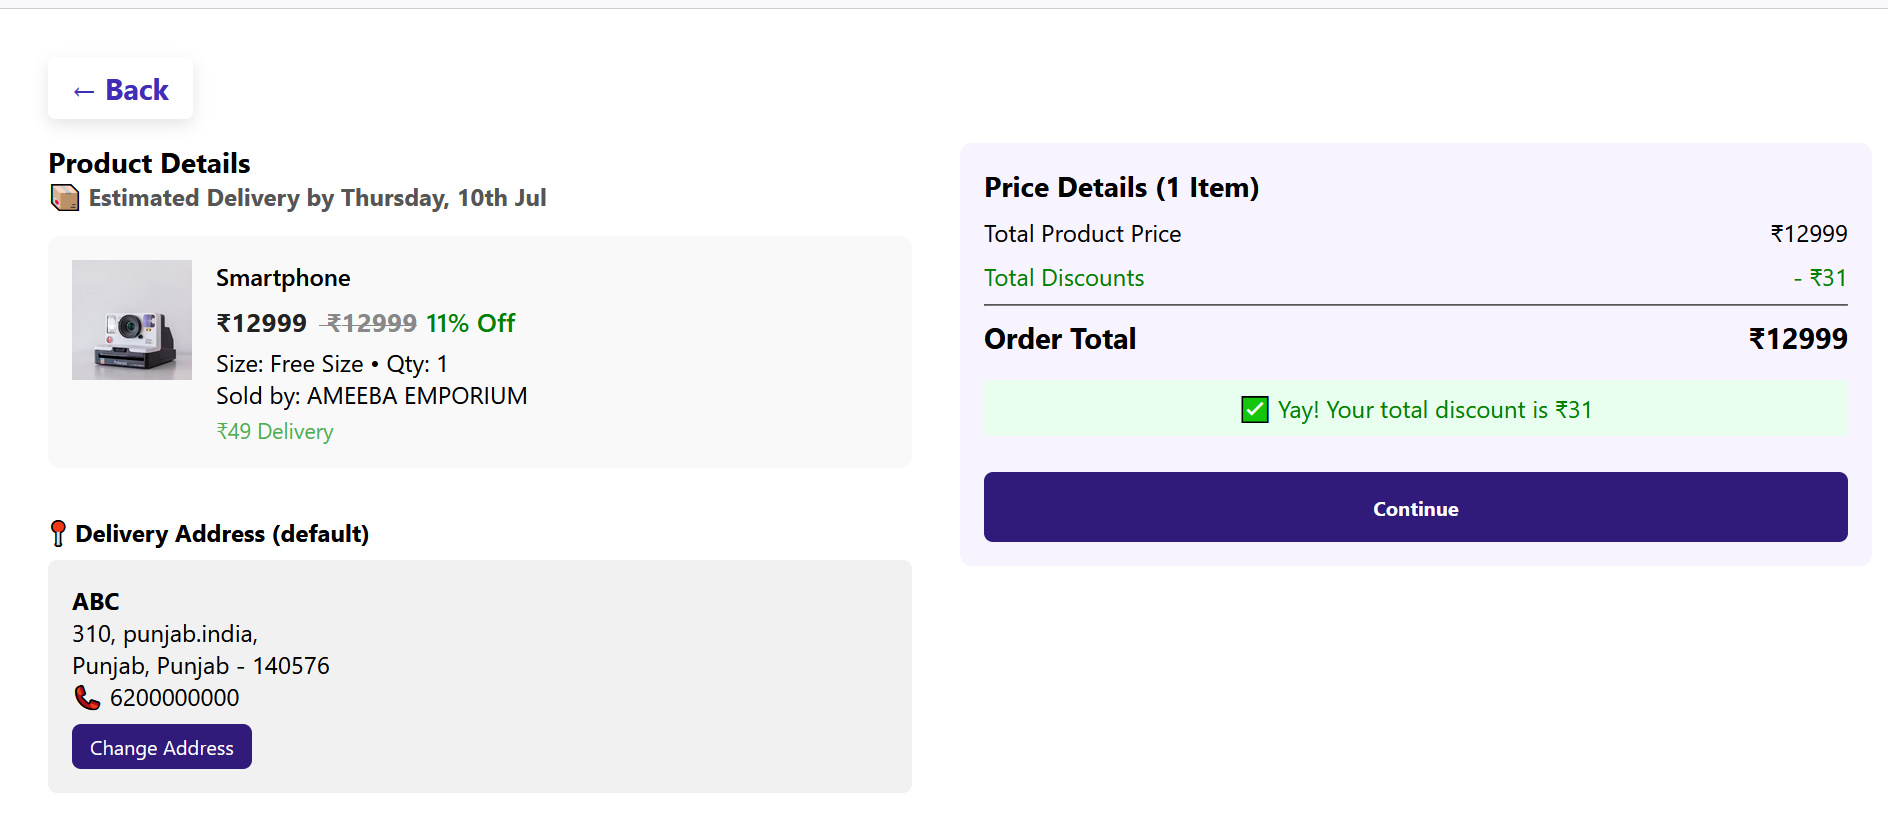 ← Back
Product Details
📦 Estimated Delivery by Thursday, 10th Jul
Smartphone
₹12999 ₹12999 11% Off
Size: Free Size • Qty: 1
Sold by: AMEEBA EMPORIUM
₹49 Delivery
📍 Delivery Address (default)
ABC
310, punjab.india,
Punjab, Punjab - 140576
📞 6200000000
Change Address
Price Details (1 Item)
Total Product Price ₹12999
Total Discounts - ₹31
Order Total ₹12999
✅ Yay! Your total discount is ₹31
Continue